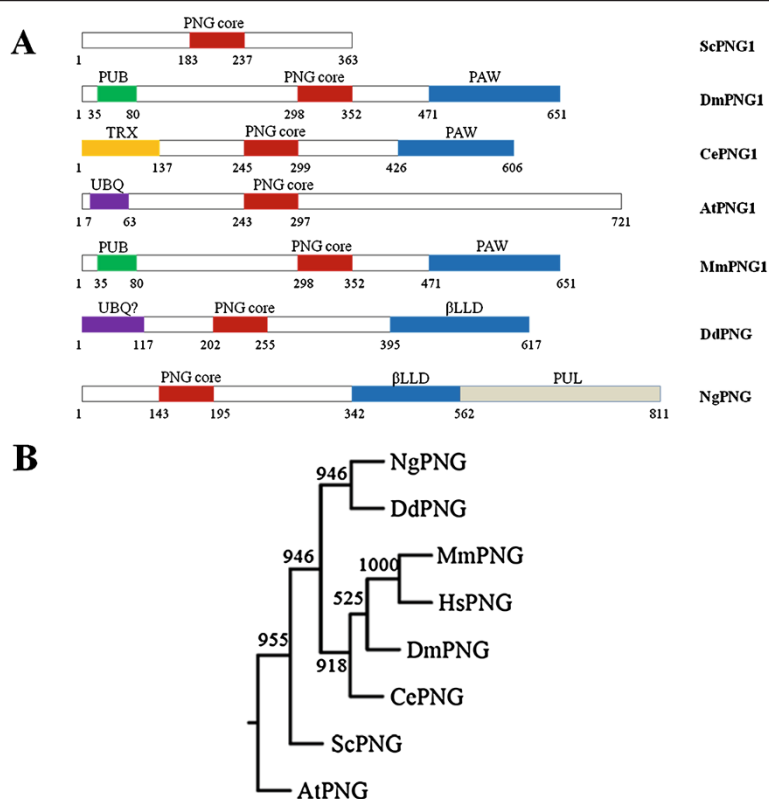 A
PNG core
1 183 237 363
ScPNG1
PUB PNG core PAW
1 35 80 298 352 471 651
DmPNG1
TRX PNG core PAW
1 137 245 299 426 606
CePNG1
UBQ PNG core
1 7 63 243 297 721
AtPNG1
PUB PNG core PAW
1 35 80 298 352 471 651
MmPNG1
UBQ? PNG core βLLD
1 117 202 255 395 617
DdPNG
PNG core βLLD PUL
1 143 195 342 562 811
NgPNG
B
946 NgPNG
DdPNG
946
1000 MmPNG
525 HsPNG
955
918 DmPNG
CePNG
ScPNG
AtPNG